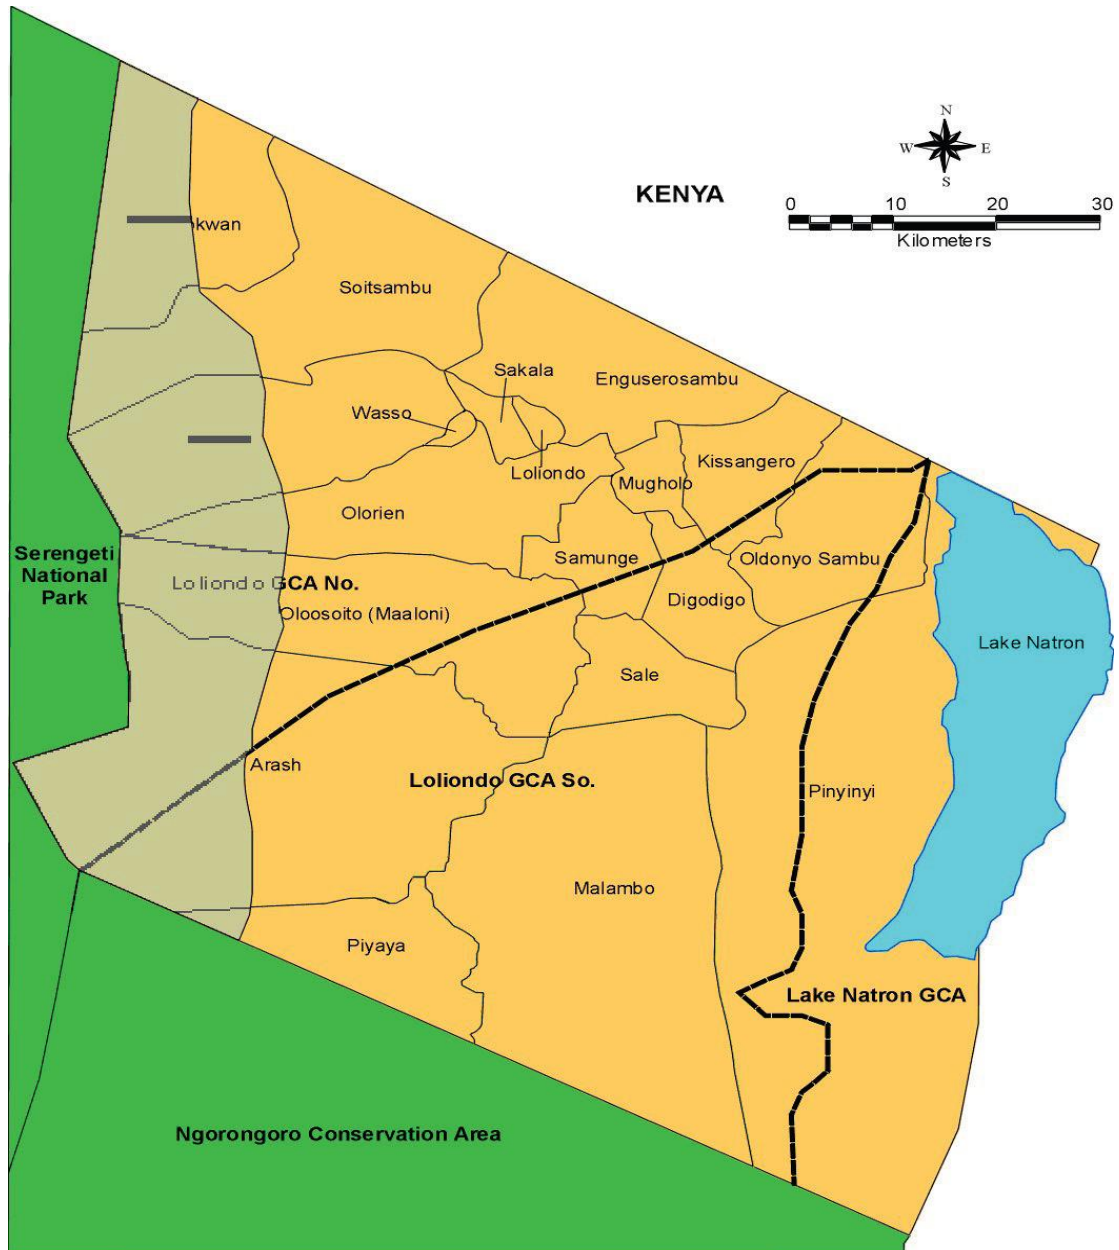 N
W E
S
KENYA
0 10 20 30
Kilometers
kwan
Soitsambu
Sakala
Enguserosambu
Wasso
Loliondo
Kissangero
Mugholo
Olorien
Serengeti
National
Park
Samunge
Oldonyo Sambu
Loliondo GCA No.
Digodigo
Oloosoito (Maaloni)
Lake Natron
Sale
Arash
Loliondo GCA So.
Pinyinyi
Malambo
Piyaya
Lake Natron GCA
Ngorongoro Conservation Area